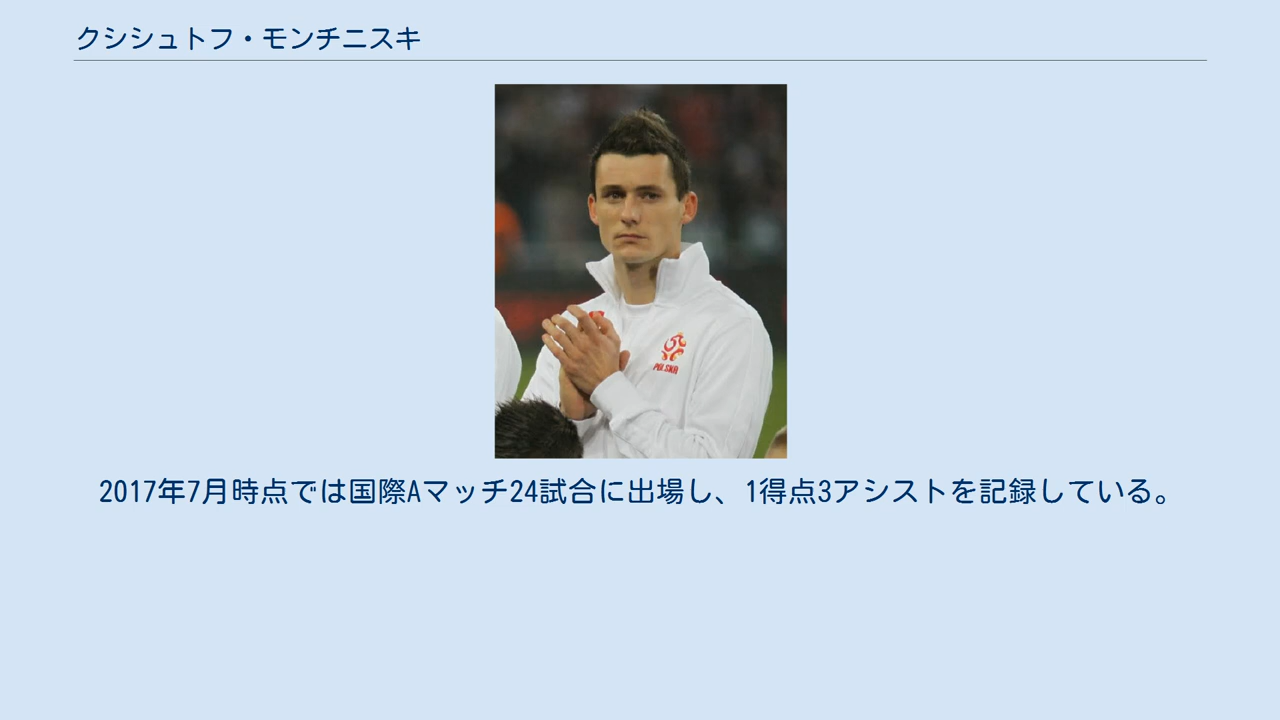 クシシュトフ・モンチニスキ
POLSKA
2017年7月時点では国際Aマッチ24試合に出場し、1得点3アシストを記録している。